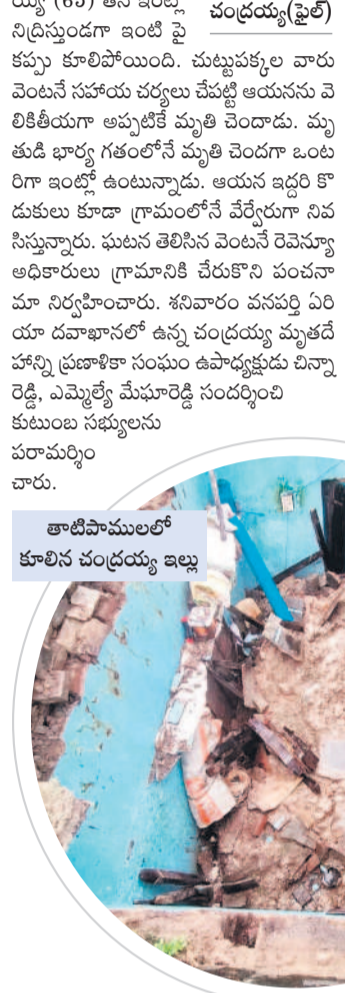 య్య (65) తన ఇంట్లో
నిద్రిస్తుండగా ఇంటి పై
చంద్రయ్య(ఫైల్)
కప్పు కూలిపోయింది. చుట్టుపక్కల వారు
వెంటనే సహాయ చర్యలు చేపట్టి ఆయనను వె
లికితీయగా అప్పటికే మృతి చెందాడు. మృ
తుడి భార్య గతంలోనే మృతి చెందగా ఒంట
రిగా ఇంట్లో ఉంటున్నాడు. ఆయన ఇద్దరి కొ
డుకులు కూడా గ్రామంలోనే వేర్వేరుగా నివ
సిస్తున్నారు. ఘటన తెలిసిన వెంటనే రెవెన్యూ
అధికారులు గ్రామానికి చేరుకొని పంచనా
మా నిర్వహించారు. శనివారం వనపర్తి ఏరి
యా దవాఖానలో ఉన్న చంద్రయ్య మృతదే
హాన్ని ప్రణాళికా సంఘం ఉపాధ్యక్షుడు చిన్నా
రెడ్డి, ఎమ్మెల్యే మేఘారెడ్డి సందర్శించి
కుటుంబ సభ్యులను
పరామర్శిం
చారు.
తాటిపాములలో
కూలిన చంద్రయ్య ఇల్లు